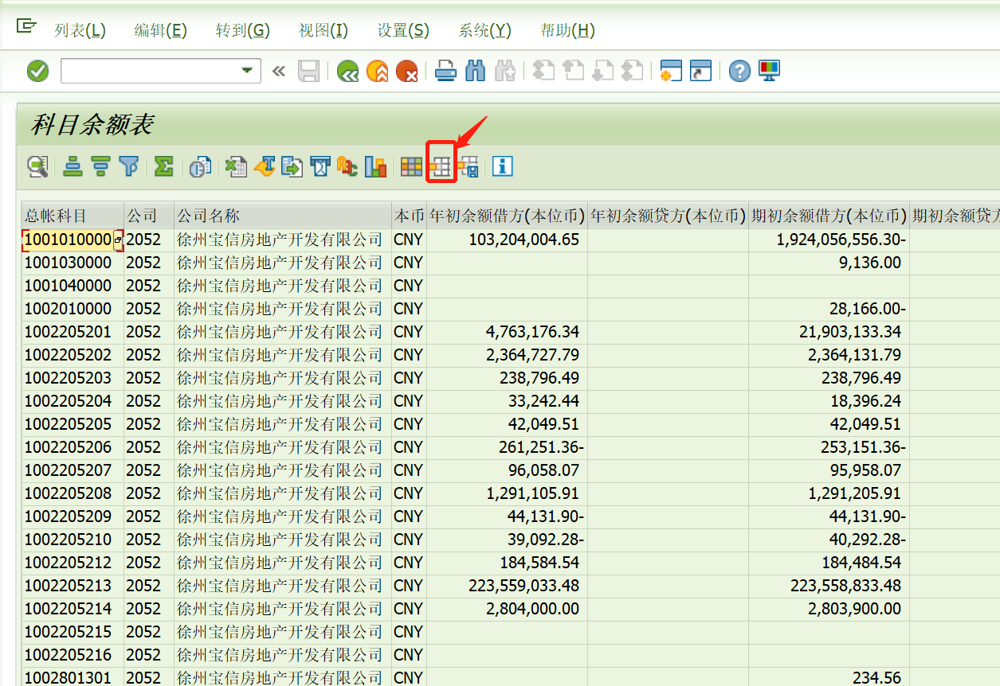 列表(L) 编辑(E) 转到(G) 视图(I) 设置(S) 系统(Y) 帮助(H)
科目余额表
总帐科目 公司 公司名称 本币 年初余额借方(本位币) 年初余额贷方(本位币) 期初余额借方(本位币) 期初余额贷方
1001010000 2052 徐州宝信房地产开发有限公司 CNY 103,204,004.65 1,924,056,556.30-
1001030000 2052 徐州宝信房地产开发有限公司 CNY 9,136.00
1001040000 2052 徐州宝信房地产开发有限公司 CNY
1002010000 2052 徐州宝信房地产开发有限公司 CNY 28,166.00-
1002205201 2052 徐州宝信房地产开发有限公司 CNY 4,763,176.34 21,903,133.34
1002205202 2052 徐州宝信房地产开发有限公司 CNY 2,364,727.79 2,364,131.79
1002205203 2052 徐州宝信房地产开发有限公司 CNY 238,796.49 238,796.49
1002205204 2052 徐州宝信房地产开发有限公司 CNY 33,242.44 18,396.24
1002205205 2052 徐州宝信房地产开发有限公司 CNY 42,049.51 42,049.51
1002205206 2052 徐州宝信房地产开发有限公司 CNY 261,251.36- 253,151.36-
1002205207 2052 徐州宝信房地产开发有限公司 CNY 96,058.07 95,958.07
1002205208 2052 徐州宝信房地产开发有限公司 CNY 1,291,105.91 1,291,205.91
1002205209 2052 徐州宝信房地产开发有限公司 CNY 44,131.90- 44,131.90-
1002205210 2052 徐州宝信房地产开发有限公司 CNY 39,092.28- 40,292.28-
1002205212 2052 徐州宝信房地产开发有限公司 CNY 184,584.54 184,484.54
1002205213 2052 徐州宝信房地产开发有限公司 CNY 223,559,033.48 223,558,833.48
1002205214 2052 徐州宝信房地产开发有限公司 CNY 2,804,000.00 2,803,900.00
1002205215 2052 徐州宝信房地产开发有限公司 CNY
1002205216 2052 徐州宝信房地产开发有限公司 CNY
1002801301 2052 徐州宝信房地产开发有限公司 CNY 234.56